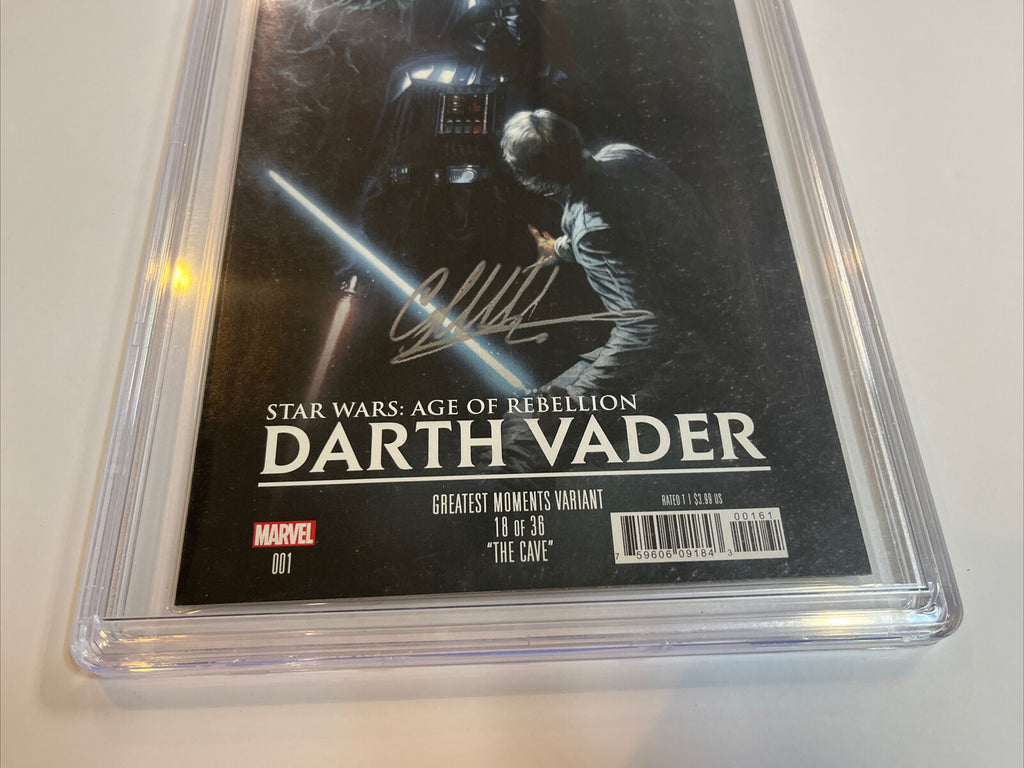 STAR WARS: AGE OF REBELLION
DARTH VADER
GREATEST MOMENTS VARIANT
18 OF 36
"THE CAVE"
RATED T | $3.99 US
MARVEL
001
00161
7 59606 09184 3